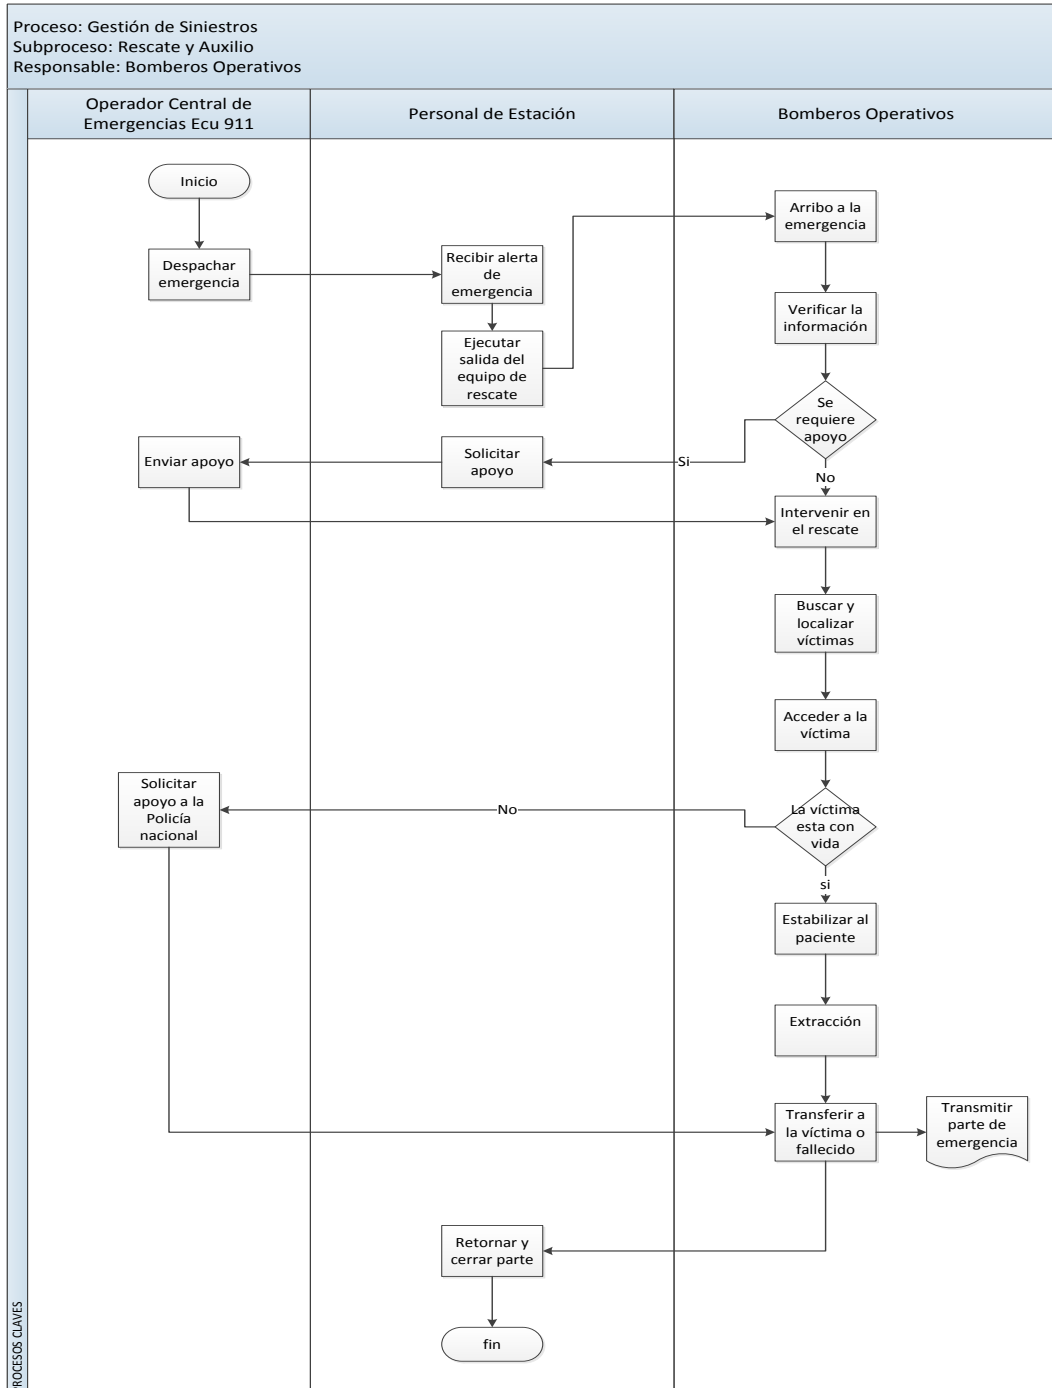 Proceso: Gestión de Siniestros
Subproceso: Rescate y Auxilio
Responsable: Bomberos Operativos
Operador Central de
Emergencias Ecu 911
Personal de Estación
Bomberos Operativos
Inicio
Despachar
emergencia
Recibir alerta
de
emergencia
Ejecutar
salida del
equipo de
rescate
Arribo a la
emergencia
Verificar la
información
Se
requiere
apoyo
Si
Solicitar
apoyo
Enviar apoyo
No
Intervenir en
el rescate
Buscar y
localizar
víctimas
Acceder a la
víctima
La víctima
esta con
vida
No
Solicitar
apoyo a la
Policía
nacional
si
Estabilizar al
paciente
Extracción
Transferir a
la víctima o
fallecido
Transmitir
parte de
emergencia
Retornar y
cerrar parte
fin
PROCESOS CLAVES